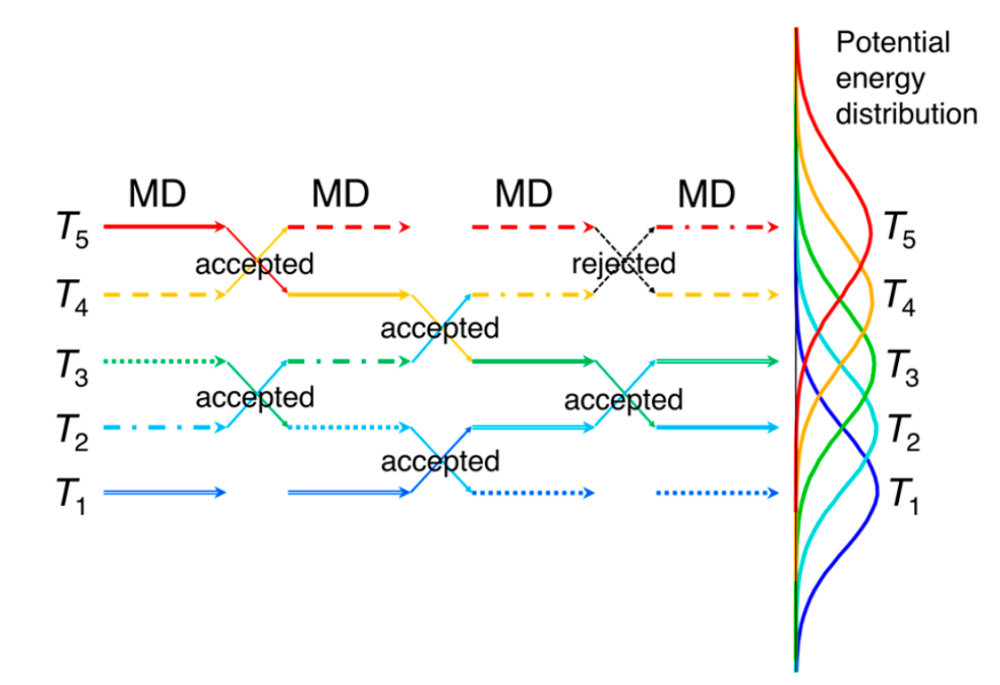 Potential
energy
distribution
MD MD MD MD
T5 T5
accepted rejected
T4 T4
accepted
T3 T3
accepted accepted
T2 T2
accepted
T1 T1